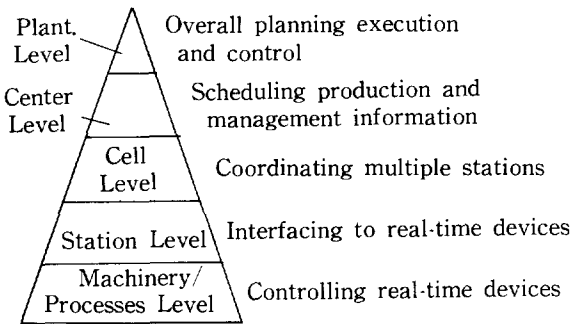 Plant.
Level
Overall planning execution
and control
Center
Level
Scheduling production and
management information
Cell
Level
Coordinating multiple stations
Station Level
Interfacing to real-time devices
Machinery/
Processes Level
Controlling real-time devices